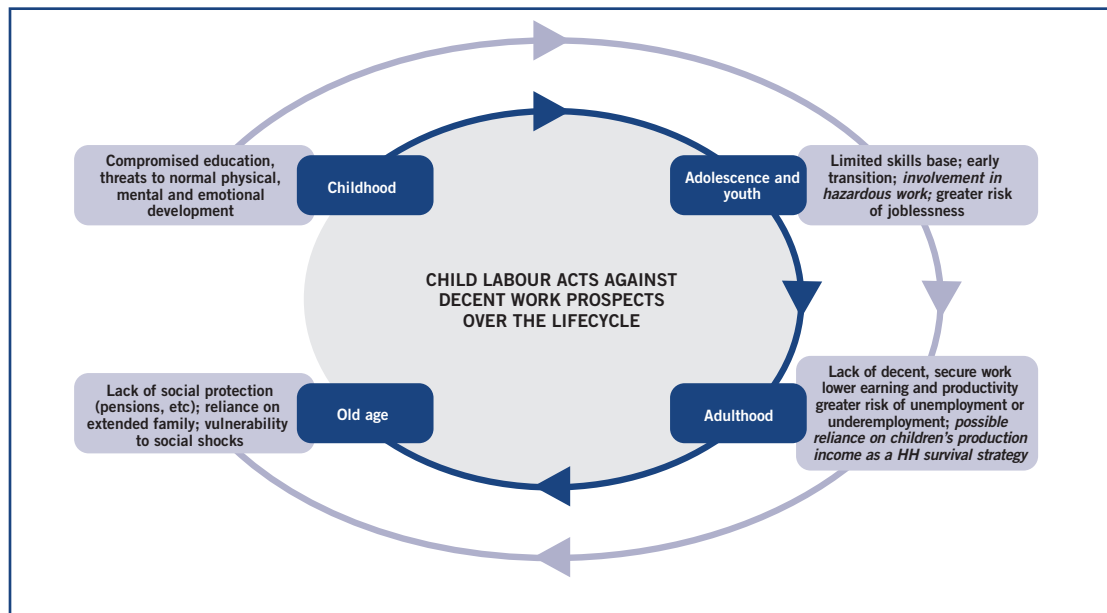 Compromised education,
threats to normal physical,
mental and emotional
development
Childhood
Adolescence and
youth
Limited skills base; early
transition; involvement in
hazardous work; greater risk
of joblessness
CHILD LABOUR ACTS AGAINST
DECENT WORK PROSPECTS
OVER THE LIFECYCLE
Lack of social protection
(pensions, etc); reliance on
extended family; vulnerability
to social shocks
Old age
Adulthood
Lack of decent, secure work
lower earning and productivity
greater risk of unemployment or
underemployment; possible
reliance on children’s production
income as a HH survival strategy